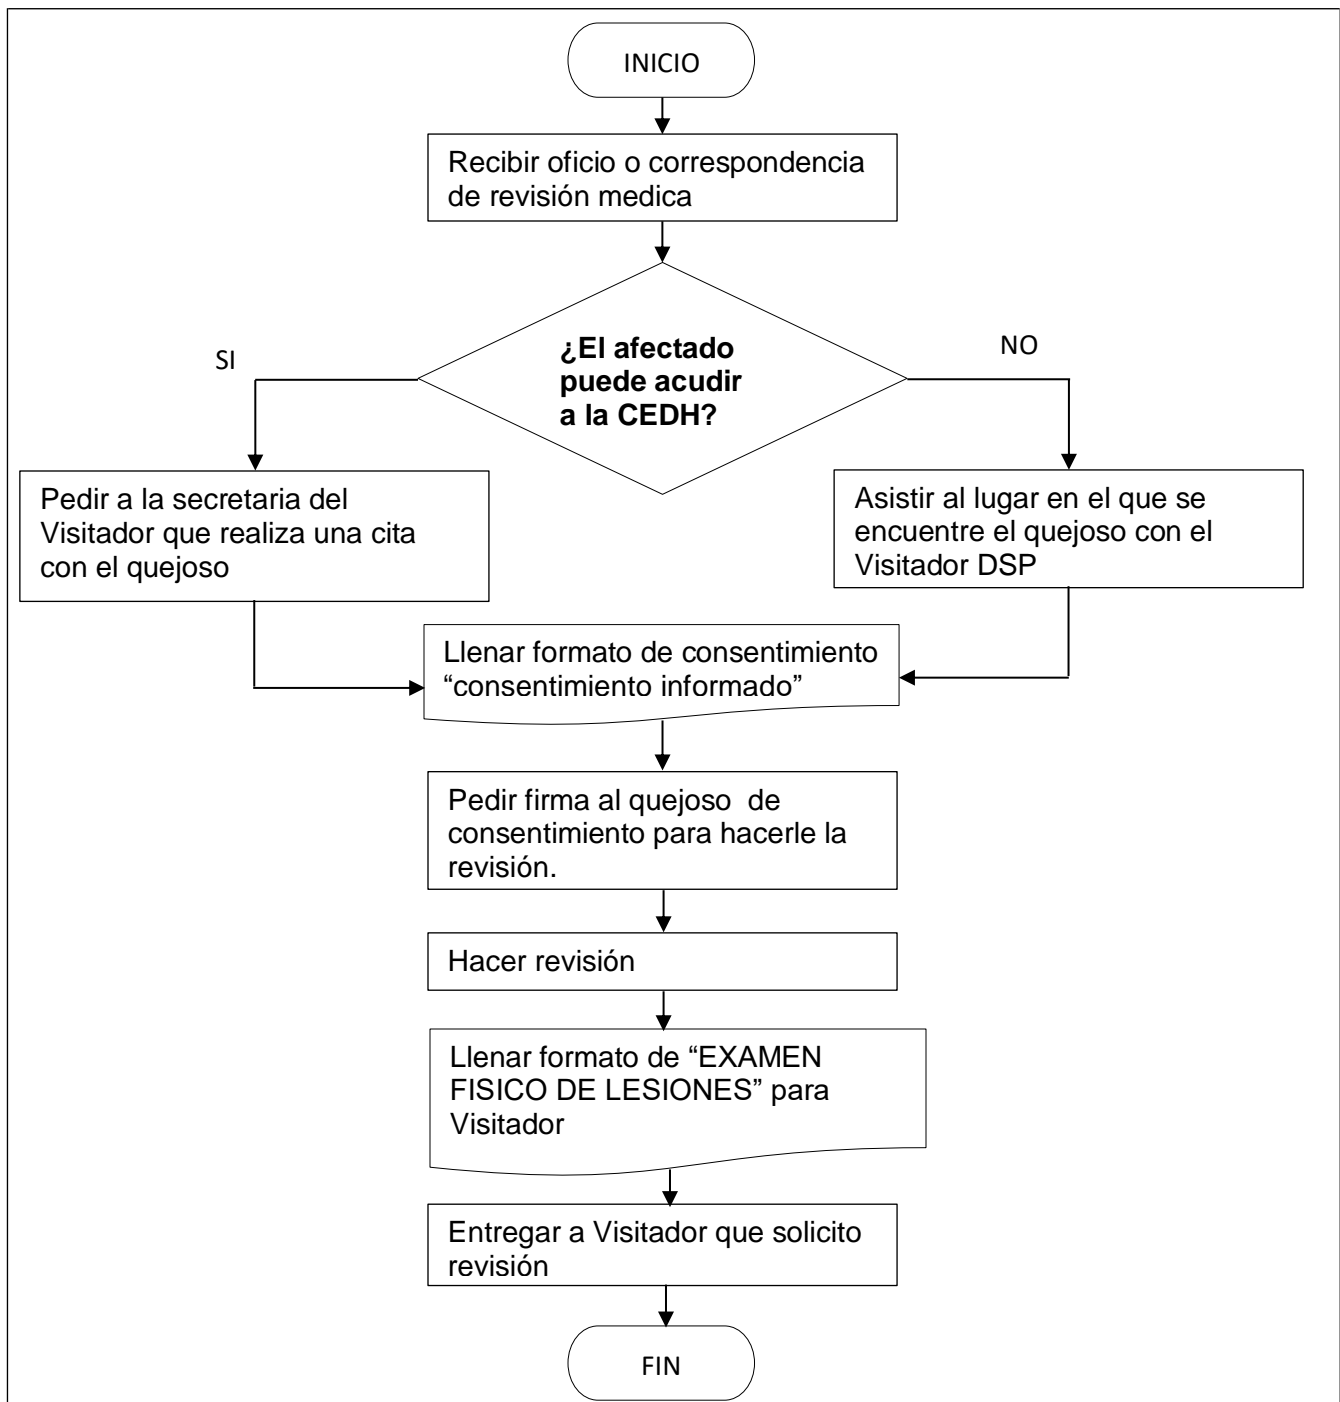 INICIO
Recibir oficio o correspondencia
de revisión medica
¿El afectado
puede acudir
a la CEDH?
SI
NO
Pedir a la secretaria del
Visitador que realiza una cita
con el quejoso
Asistir al lugar en el que se
encuentre el quejoso con el
Visitador DSP
Llenar formato de consentimiento
“consentimiento informado”
Pedir firma al quejoso  de
consentimiento para hacerle la
revisión.
Hacer revisión
Llenar formato de “EXAMEN
FISICO DE LESIONES” para
Visitador
Entregar a Visitador que solicito
revisión
FIN